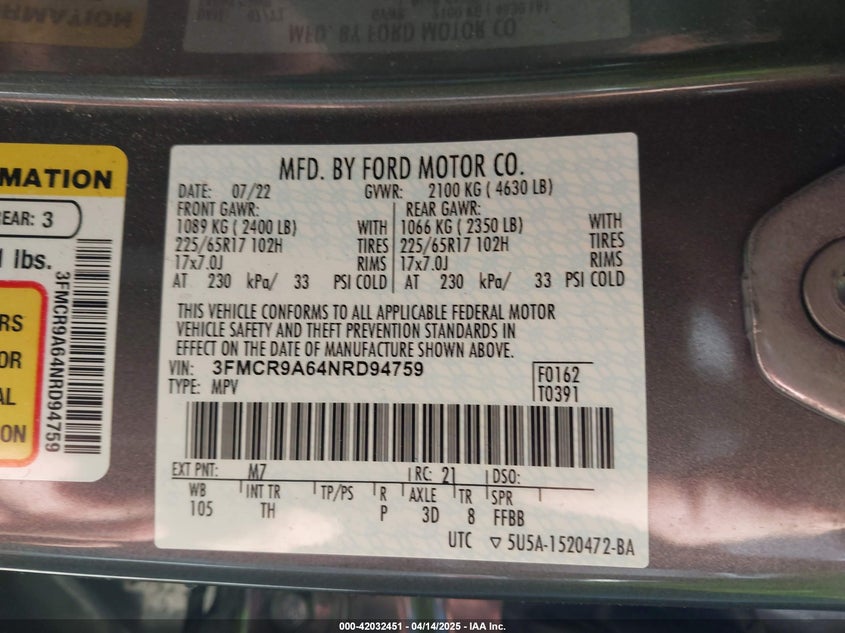 MATION
REAR: 3
lbs.
3FMCR9A64NRD94759
RS
OR
AL
ON
MFD. BY FORD MOTOR CO.
DATE: 07/22 GVWR: 2100 KG ( 4630 LB)
FRONT GAWR: REAR GAWR:
1089 KG ( 2400 LB) WITH 1066 KG ( 2350 LB) WITH
225/65R17 102H TIRES 225/65R17 102H TIRES
17x7.0J RIMS 17x7.0J RIMS
AT 230 kPa/ 33 PSI COLD AT 230 kPa/ 33 PSI COLD
THIS VEHICLE CONFORMS TO ALL APPLICABLE FEDERAL MOTOR
VEHICLE SAFETY AND THEFT PREVENTION STANDARDS IN
EFFECT ON THE DATE OF MANUFACTURE SHOWN ABOVE.
VIN: 3FMCR9A64NRD94759 F0162
TYPE: MPV T0391
EXT PNT: M7 RC: 21 DSO:
WB INT TR TP/PS R AXLE TR SPR
105 TH P 3D 8 FFBB
UTC ▽ 5U5A-1520472-BA
000-42032451 - 04/14/2025 - IAA Inc.